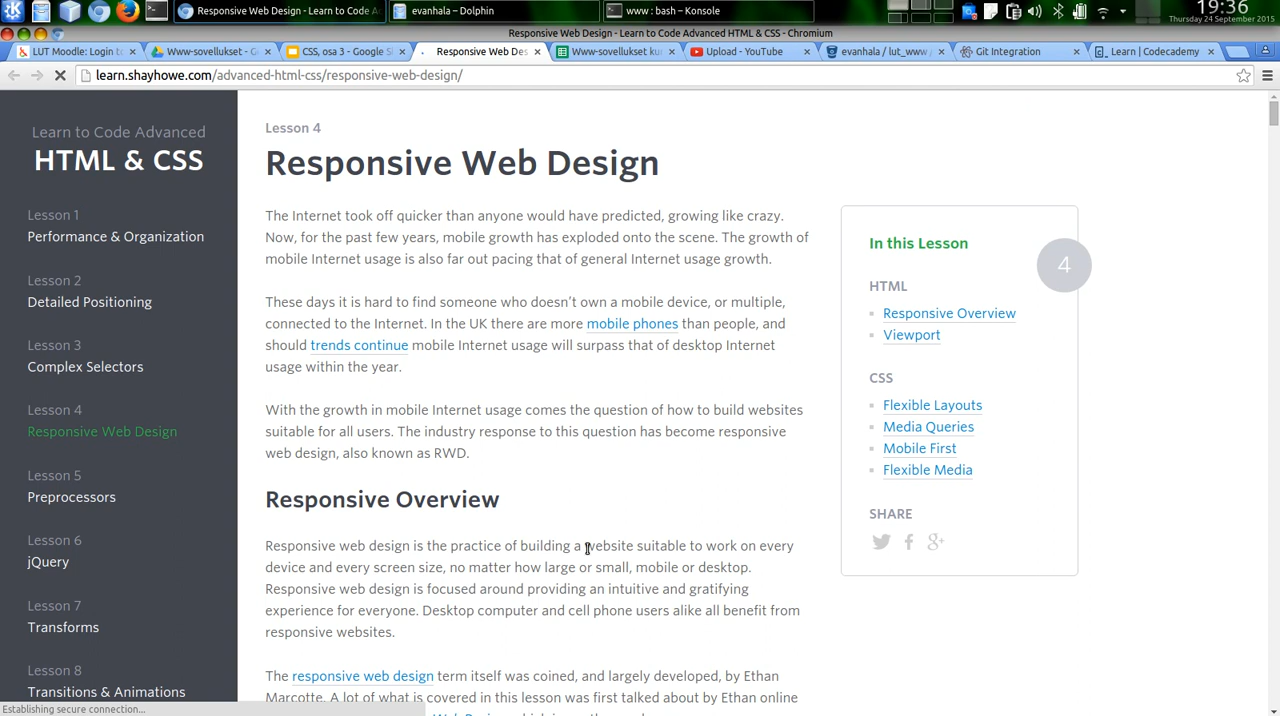 Responsive Web Design - Learn to Code A
evanhala – Dolphin
www : bash – Konsole
19:36
Thursday 24 September 2015
Responsive Web Design - Learn to Code Advanced HTML & CSS - Chromium
LUT Moodle: Login to
Www-sovellukset - G
CSS, osa 3 - Google S
Responsive Web Des
Www-sovellukset ku
Upload - YouTube
evanhala / lut_www
Git Integration
Learn | Codecademy
learn.shayhowe.com/advanced-html-css/responsive-web-design/
Learn to Code Advanced
HTML & CSS
Lesson 1
Performance & Organization
Lesson 2
Detailed Positioning
Lesson 3
Complex Selectors
Lesson 4
Responsive Web Design
Lesson 5
Preprocessors
Lesson 6
jQuery
Lesson 7
Transforms
Lesson 8
Transitions & Animations
Establishing secure connection...
Lesson 4
Responsive Web Design
The Internet took off quicker than anyone would have predicted, growing like crazy.
Now, for the past few years, mobile growth has exploded onto the scene. The growth of
mobile Internet usage is also far out pacing that of general Internet usage growth.
These days it is hard to find someone who doesn't own a mobile device, or multiple,
connected to the Internet. In the UK there are more mobile phones than people, and
should trends continue mobile Internet usage will surpass that of desktop Internet
usage within the year.
With the growth in mobile Internet usage comes the question of how to build websites
suitable for all users. The industry response to this question has become responsive
web design, also known as RWD.
Responsive Overview
Responsive web design is the practice of building a website suitable to work on every
device and every screen size, no matter how large or small, mobile or desktop.
Responsive web design is focused around providing an intuitive and gratifying
experience for everyone. Desktop computer and cell phone users alike all benefit from
responsive websites.
The responsive web design term itself was coined, and largely developed, by Ethan
Marcotte. A lot of what is covered in this lesson was first talked about by Ethan online
In this Lesson
4
HTML
Responsive Overview
Viewport
CSS
Flexible Layouts
Media Queries
Mobile First
Flexible Media
SHARE